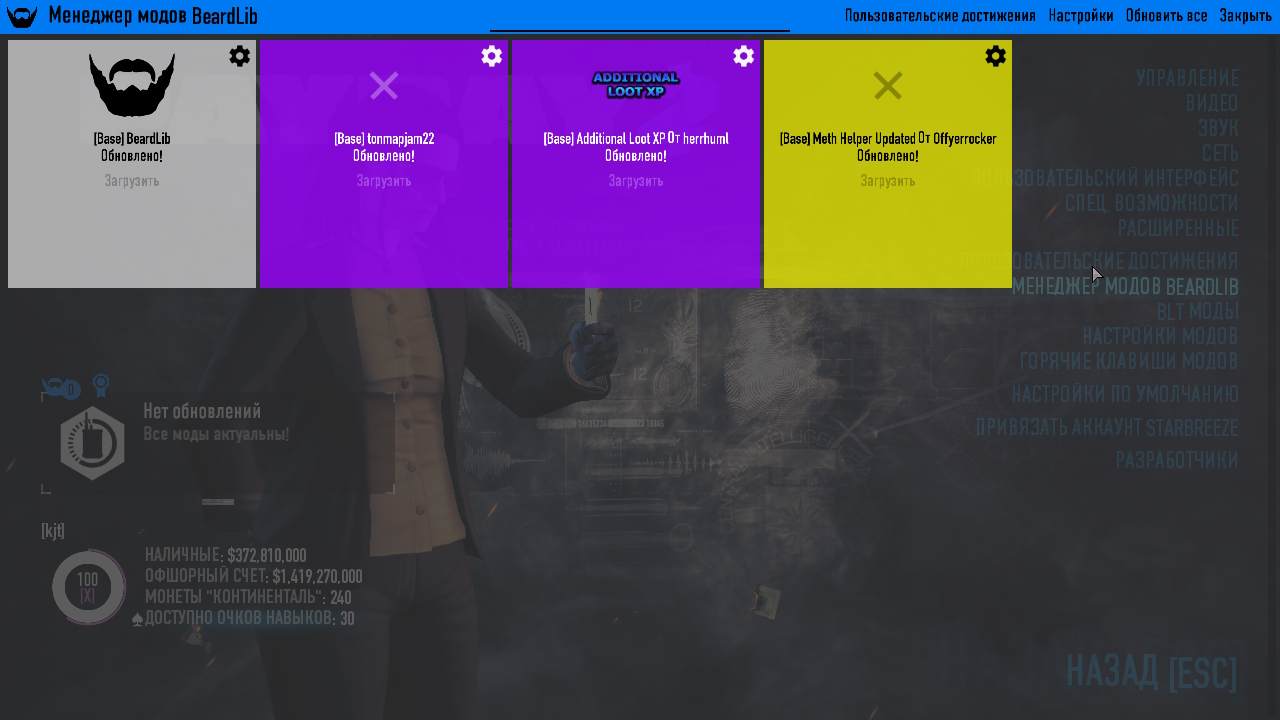 Менеджер модов BeardLib
Пользовательские достижения Настройки Обновить все Закрыть
[Base] BeardLib
Обновлено!
Загрузить
[Base] tonmapjam22
Обновлено!
Загрузить
ADDITIONAL
LOOT XP
[Base] Additional Loot XP От herrhuml
Обновлено!
Загрузить
[Base] Meth Helper Updated От Offyerrocker
Обновлено!
Загрузить
УПРАВЛЕНИЕ
ВИДЕО
ЗВУК
СЕТЬ
ПОЛЬЗОВАТЕЛЬСКИЙ ИНТЕРФЕЙС
СПЕЦ. ВОЗМОЖНОСТИ
РАСШИРЕННЫЕ
ПОЛЬЗОВАТЕЛЬСКИЕ ДОСТИЖЕНИЯ
МЕНЕДЖЕР МОДОВ BEARDLIB
BLT МОДЫ
НАСТРОЙКИ МОДОВ
ГОРЯЧИЕ КЛАВИШИ МОДОВ
НАСТРОЙКИ ПО УМОЛЧАНИЮ
ПРИВЯЗАТЬ АККАУНТ STARBREEZE
РАЗРАБОТЧИКИ
0
Нет обновлений
Все моды актуальны!
[kjt]
100
(X)
НАЛИЧНЫЕ: $372,810,000
ОФШОРНЫЙ СЧЕТ: $1,419,270,000
МОНЕТЫ "КОНТИНЕНТАЛЬ": 240
ДОСТУПНО ОЧКОВ НАВЫКОВ: 30
12
12
НАЗАД [ESC]